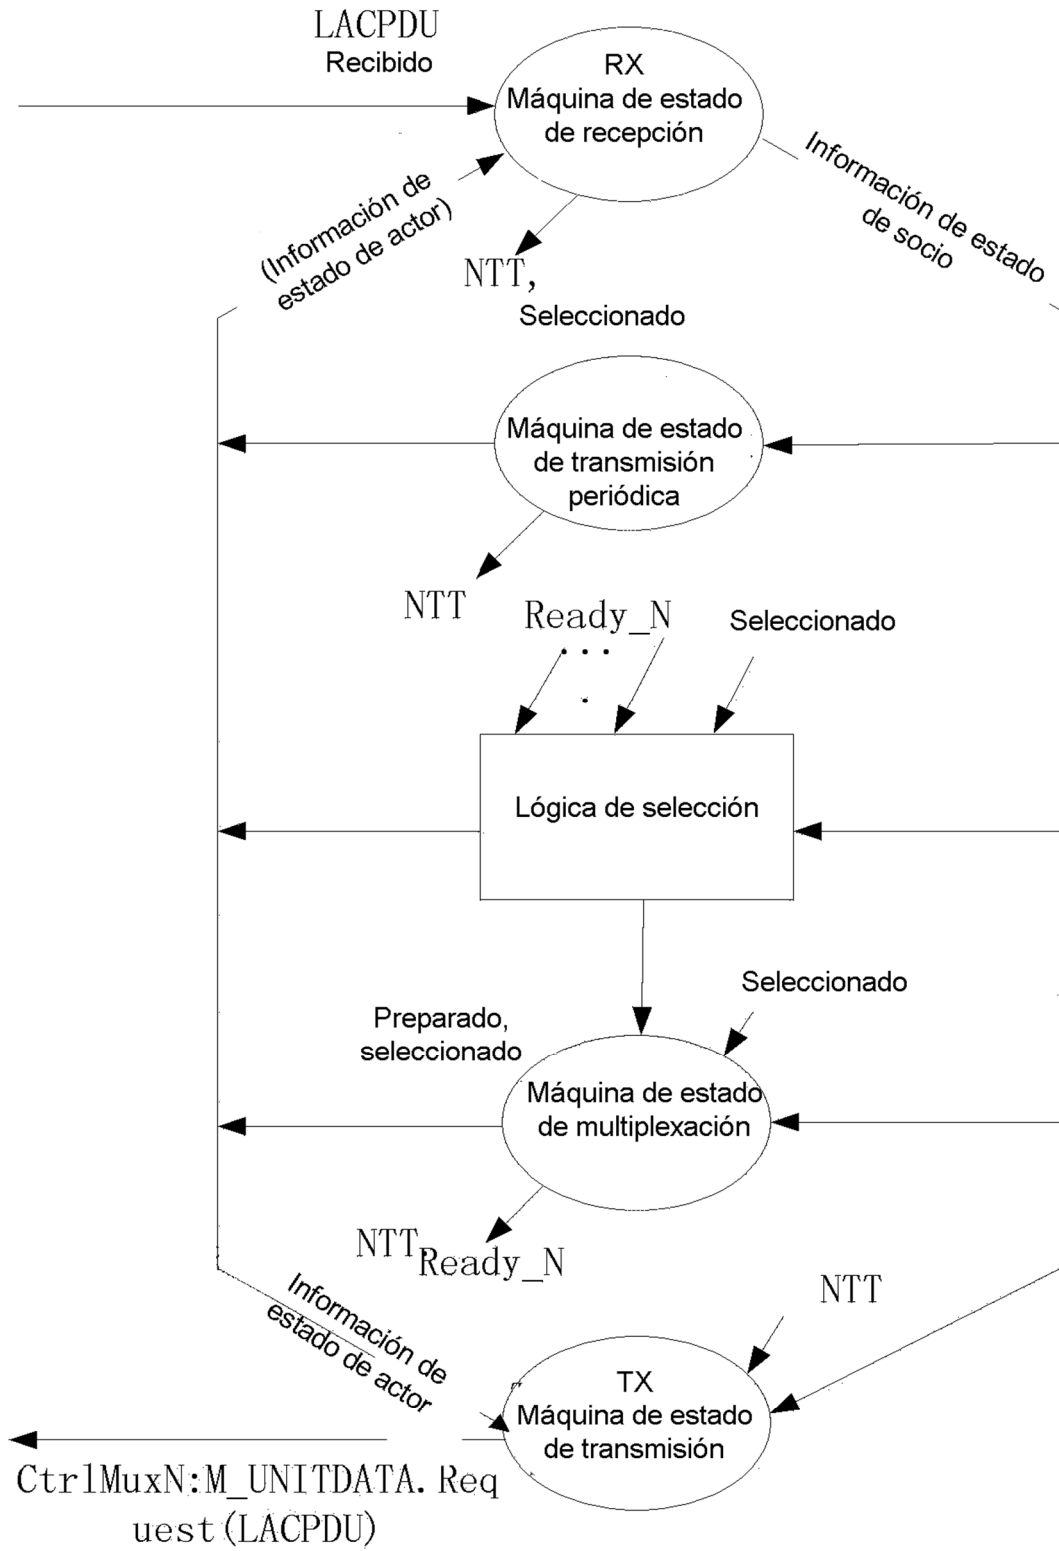 LACPDU
Recibido
RX
Máquina de estado
de recepción
(Información de
estado de actor)
Información de estado
de socio
NTT,
Seleccionado
Máquina de estado
de transmisión
periódica
NTT
Ready_N
Seleccionado
Lógica de selección
Seleccionado
Preparado,
seleccionado
Máquina de estado
de multiplexación
NTT.
Ready_N
NTT
Información de
estado de actor
TX
Máquina de estado
de transmisión
CtrlMuxN:M_UNITDATA.Req
uest(LACPDU)